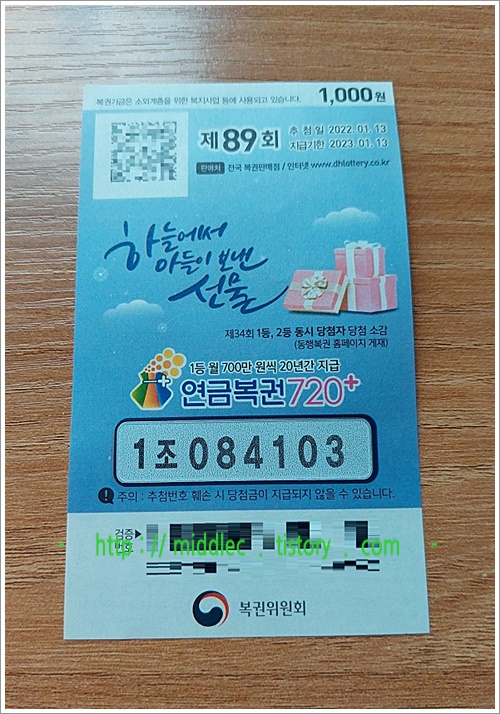 복권기금은 소외계층을 위한 복지사업 등에 사용되고 있습니다. 1,000원
제89회
추 첨 일 2022. 01. 13
지급기한 2023. 01. 13
판매처 전국 복권판매점 / 인터넷 www.dhlottery.co.kr
하늘에서
아들이 보낸
선물
제34회 1등, 2등 동시 당첨자 당첨 소감
(동행복권 홈페이지 게재)
1등 월 700만 원씩 20년간 지급
연금복권720+
1조084103
주의 : 추첨번호 훼손 시 당첨금이 지급되지 않을 수 있습니다.
검증
번호
http://middlec.tistory.com
복권위원회